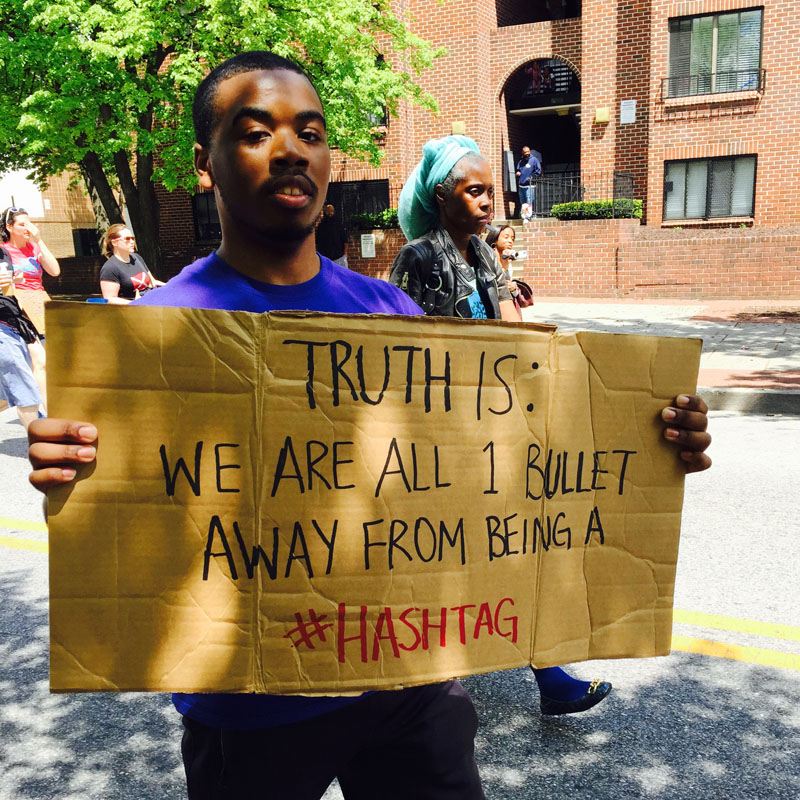 TRUTH IS:
WE ARE ALL 1 BULLET
AWAY FROM BEING A
#HASHTAG